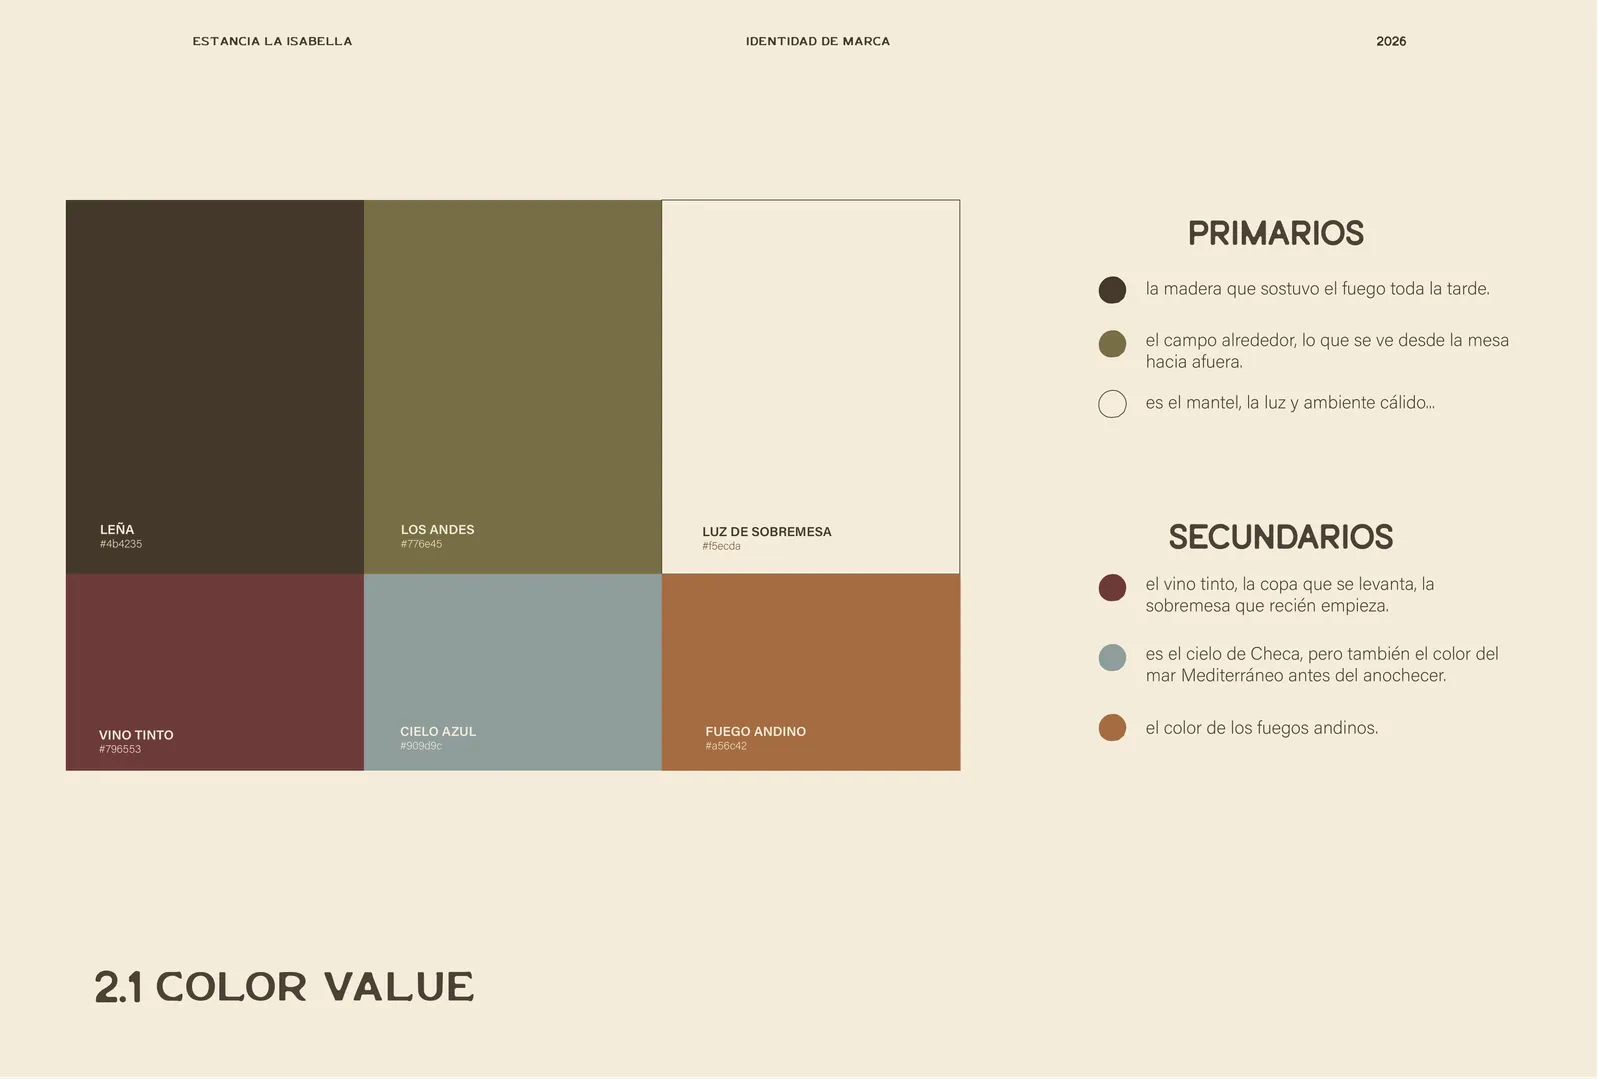 ESTANCIA LA ISABELLA
IDENTIDAD DE MARCA
2026
LEÑA
#4b4235
LOS ANDES
#776e45
LUZ DE SOBREMESA
#f5ecda
VINO TINTO
#796553
CIELO AZUL
#909d9c
FUEGO ANDINO
#a56c42
PRIMARIOS
la madera que sostuvo el fuego toda la tarde.
el campo alrededor, lo que se ve desde la mesa
hacia afuera.
es el mantel, la luz y ambiente cálido...
SECUNDARIOS
el vino tinto, la copa que se levanta, la
sobremesa que recién empieza.
es el cielo de Checa, pero también el color del
mar Mediterráneo antes del anochecer.
el color de los fuegos andinos.
2.1 COLOR VALUE